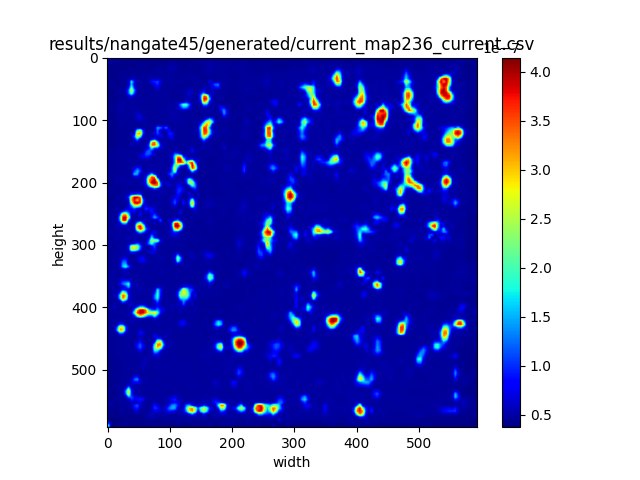 results/nangate45/generated/current_map236_current.csv
1e−7
0
100
200
300
400
500
height
0 100 200 300 400 500
width
4.0
3.5
3.0
2.5
2.0
1.5
1.0
0.5